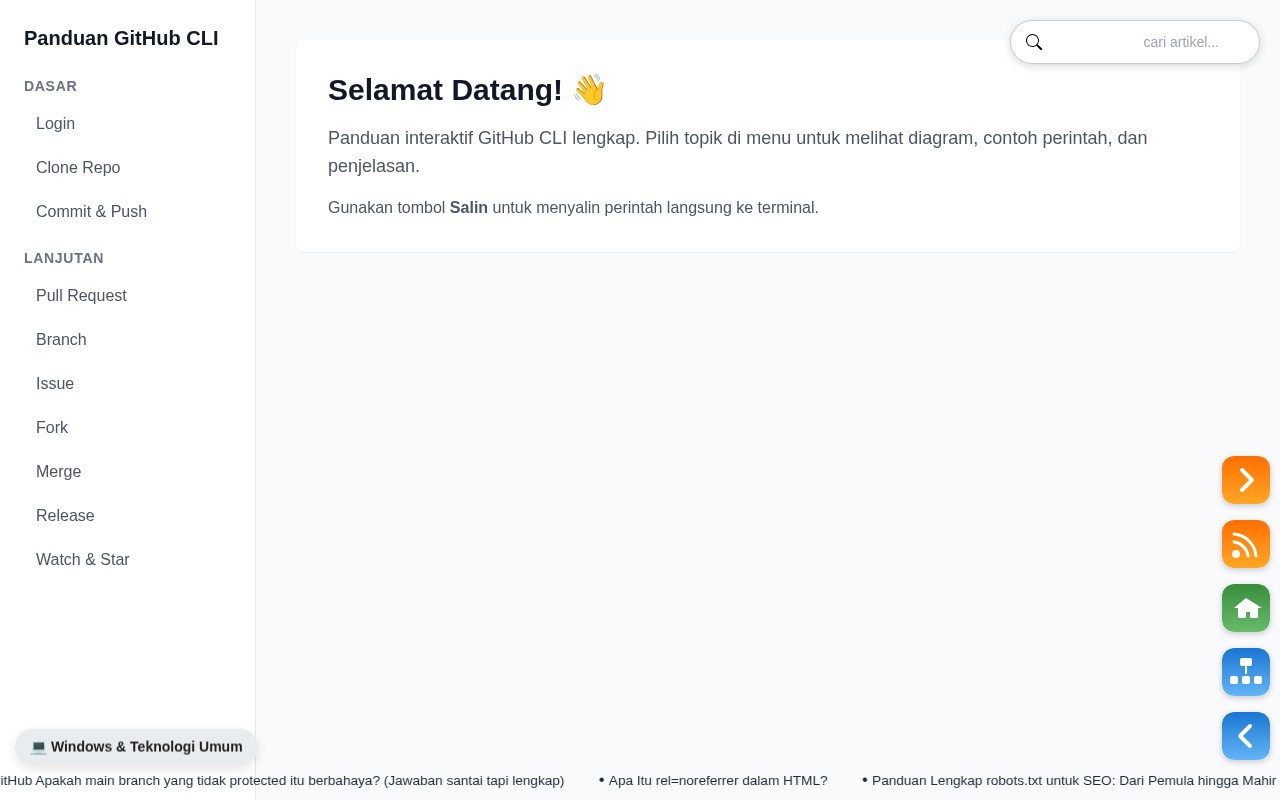 Panduan GitHub CLI
DASAR
Login
Clone Repo
Commit & Push
LANJUTAN
Pull Request
Branch
Issue
Fork
Merge
Release
Watch & Star
cari artikel...
Selamat Datang! 👋
Panduan interaktif GitHub CLI lengkap. Pilih topik di menu untuk melihat diagram, contoh perintah, dan
penjelasan.
Gunakan tombol Salin untuk menyalin perintah langsung ke terminal.
💻 Windows & Teknologi Umum
itHub Apakah main branch yang tidak protected itu berbahaya? (Jawaban santai tapi lengkap) • Apa Itu rel=noreferrer dalam HTML? • Panduan Lengkap robots.txt untuk SEO: Dari Pemula hingga Mahir